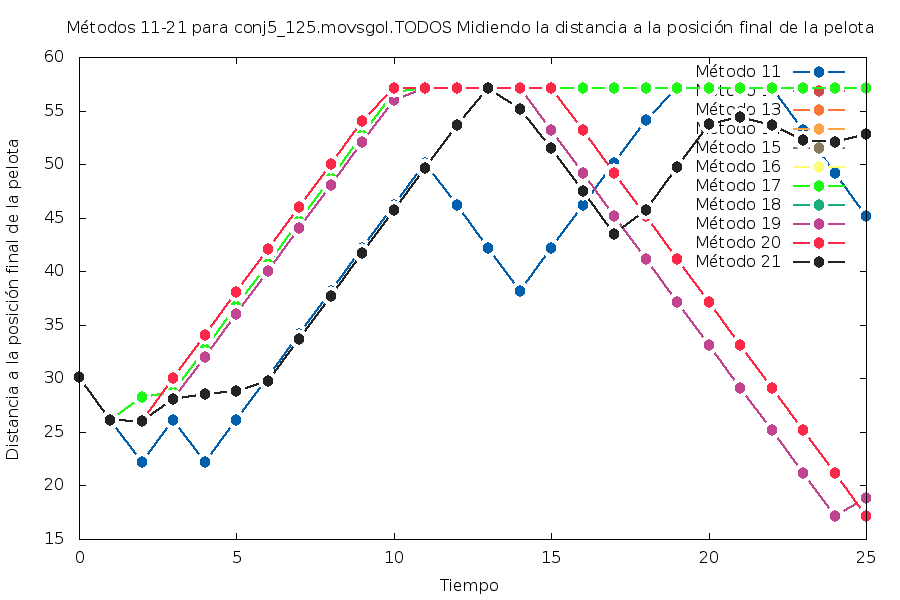 Métodos 11-21 para conj5_125.movsgol.TODOS Midiendo la distancia a la posición final de la pelota
Distancia a la posición final de la pelota
60
55
50
45
40
35
30
25
20
15
0
5
10
15
20
25
Tiempo
Método 11
Método
Método 13
Método
Método 15
Método 16
Método 17
Método 18
Método 19
Método 20
Método 21